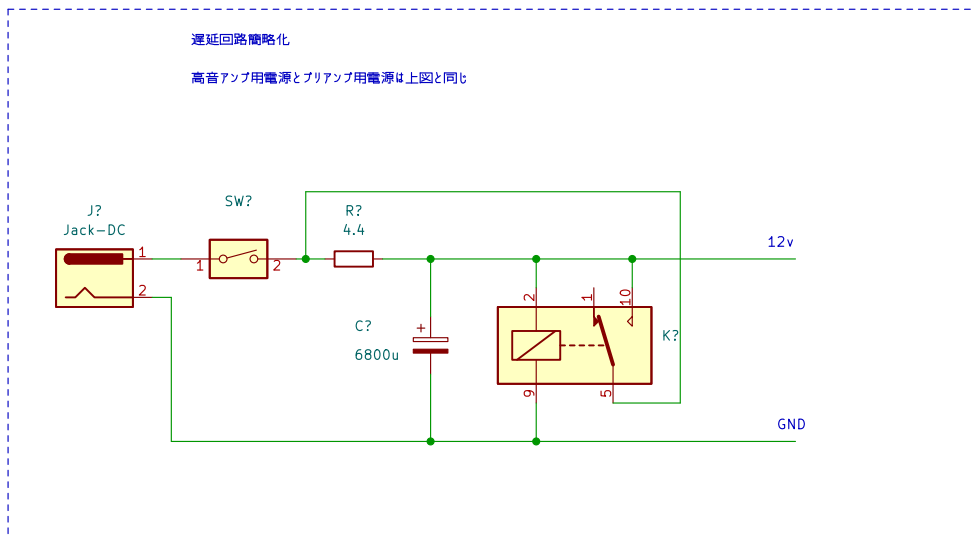 遅延回路簡略化
高音アンプ用電源とプリアンプ用電源は上図と同じ
J?
Jack-DC
1
2
SW?
1
2
R?
4.4
12v
C?
+
6800u
2
1
10
K?
9
5
GND